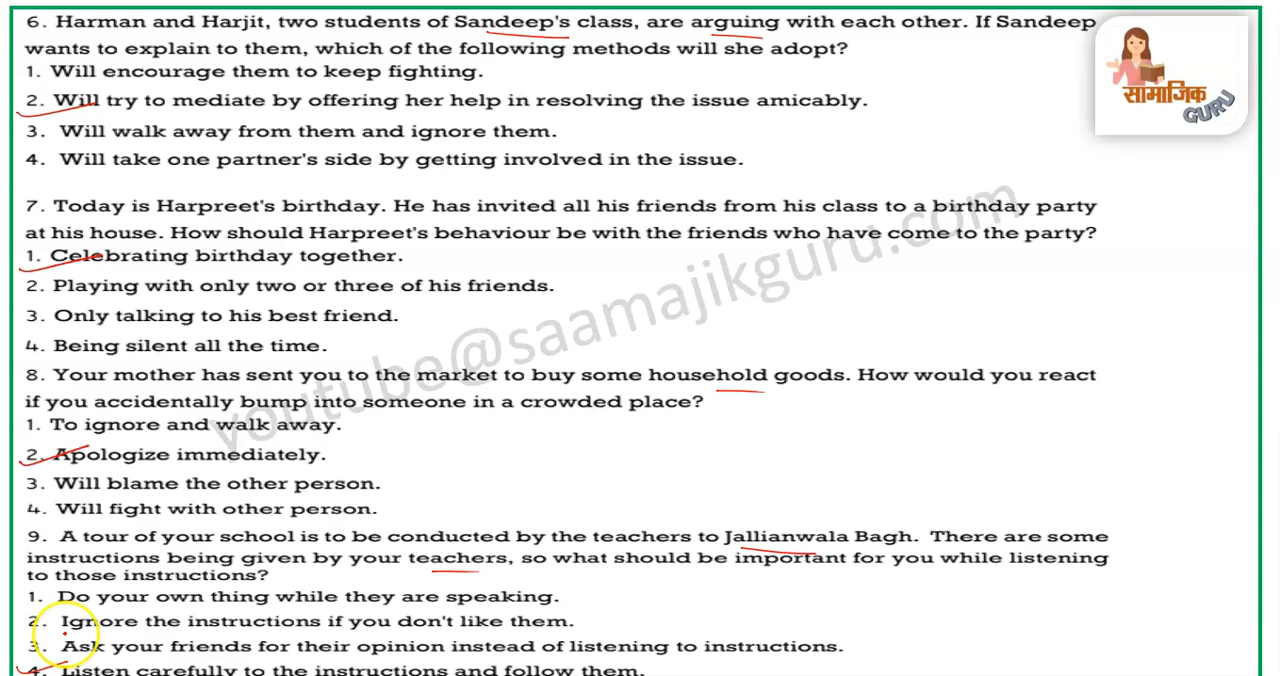 6. Harman and Harjit, two students of Sandeep's class, are arguing with each other. If Sandeep
wants to explain to them, which of the following methods will she adopt?
1. Will encourage them to keep fighting.
2. Will try to mediate by offering her help in resolving the issue amicably.
3. Will walk away from them and ignore them.
4. Will take one partner's side by getting involved in the issue.
सामाजिक
GURU
7. Today is Harpreet's birthday. He has invited all his friends from his class to a birthday party
at his house. How should Harpreet's behaviour be with the friends who have come to the party?
1. Celebrating birthday together.
2. Playing with only two or three of his friends.
3. Only talking to his best friend.
4. Being silent all the time.
8. Your mother has sent you to the market to buy some household goods. How would you react
if you accidentally bump into someone in a crowded place?
1. To ignore and walk away.
2. Apologize immediately.
3. Will blame the other person.
4. Will fight with other person.
9. A tour of your school is to be conducted by the teachers to Jallianwala Bagh. There are some
instructions being given by your teachers, so what should be important for you while listening
to those instructions?
1. Do your own thing while they are speaking.
2. Ignore the instructions if you don't like them.
3. Ask your friends for their opinion instead of listening to instructions.
4. Listen carefully to the instructions and follow them.
youtube@saamajikguru.com